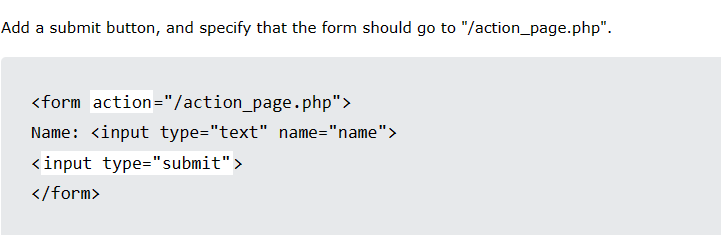 Add a submit button, and specify that the form should go to "/action_page.php".
<form action="/action_page.php">
Name: <input type="text" name="name">
<input type="submit">
</form>